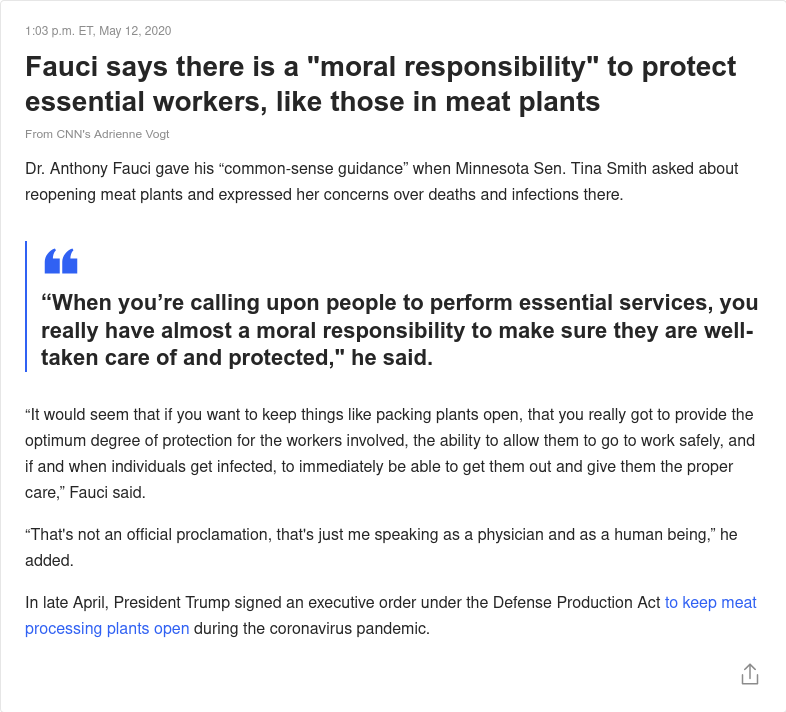 1:03 p.m. ET, May 12, 2020
Fauci says there is a "moral responsibility" to protect
essential workers, like those in meat plants
From CNN's Adrienne Vogt
Dr. Anthony Fauci gave his “common-sense guidance” when Minnesota Sen. Tina Smith asked about
reopening meat plants and expressed her concerns over deaths and infections there.
“When you’re calling upon people to perform essential services, you
really have almost a moral responsibility to make sure they are well-
taken care of and protected," he said.
“It would seem that if you want to keep things like packing plants open, that you really got to provide the
optimum degree of protection for the workers involved, the ability to allow them to go to work safely, and
if and when individuals get infected, to immediately be able to get them out and give them the proper
care,” Fauci said.
“That's not an official proclamation, that's just me speaking as a physician and as a human being,” he
added.
In late April, President Trump signed an executive order under the Defense Production Act to keep meat
processing plants open during the coronavirus pandemic.